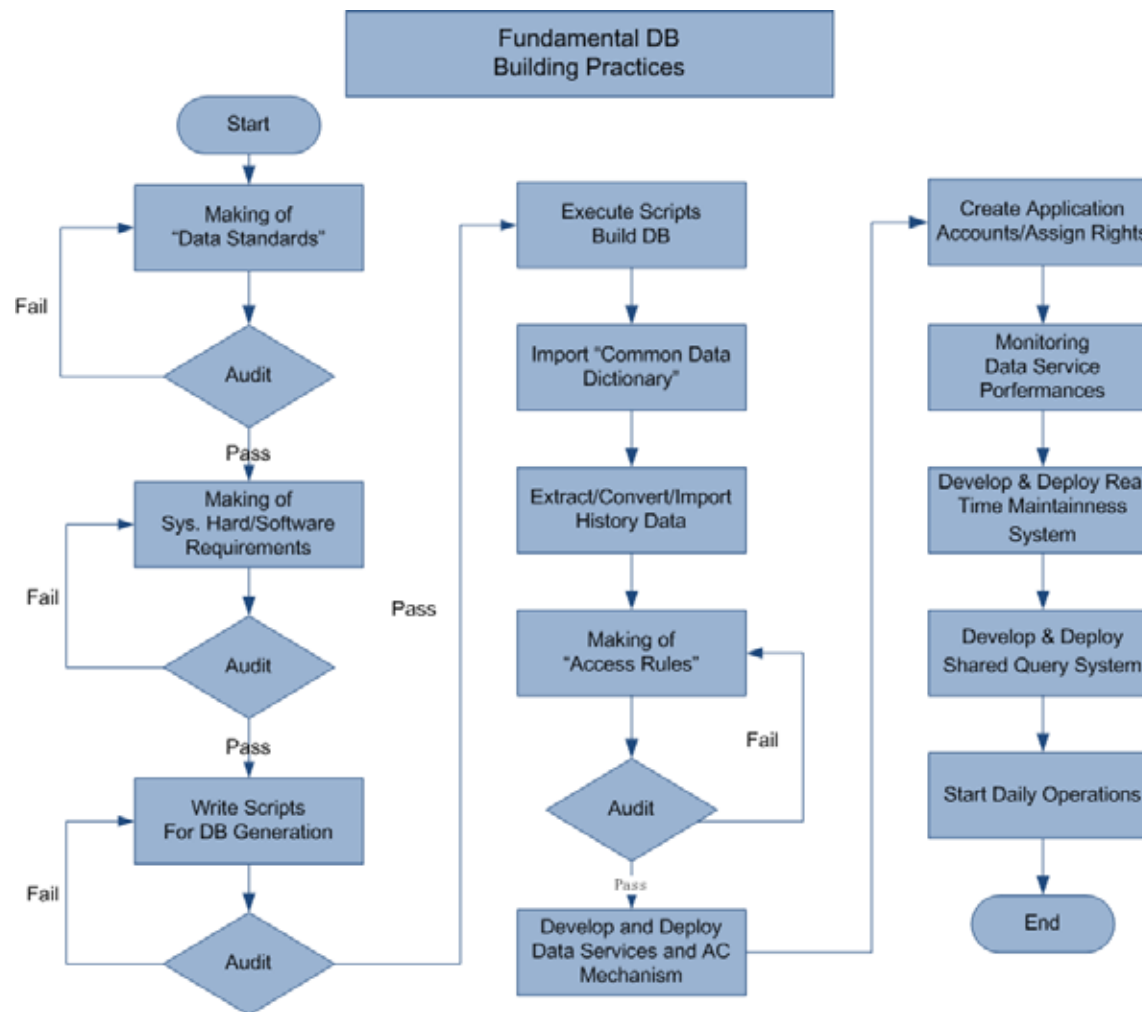 Fundamental DB
Building Practices
Start
Making of
“Data Standards”
Fail
Audit
Pass
Making of
Sys. Hard/Software
Requirements
Fail
Audit
Pass
Write Scripts
For DB Generation
Fail
Audit
Pass
Execute Scripts
Build DB
Import “Common Data
Dictionary”
Extract/Convert/Import
History Data
Making of
“Access Rules”
Fail
Audit
Pass
Develop and Deploy
Data Services and AC
Mechanism
Create Application
Accounts/Assign Rights
Monitoring
Data Service
Porfermances
Develop & Deploy Rea
Time Maintainness
System
Develop & Deploy
Shared Query System
Start Daily Operations
End